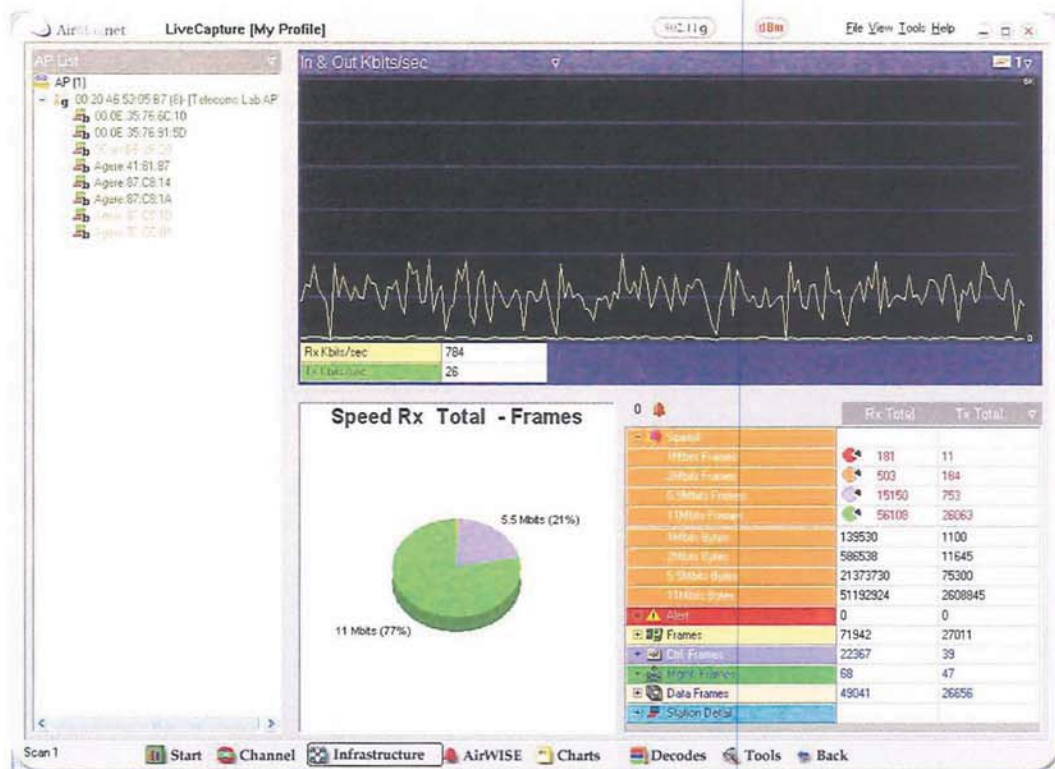 LiveCapture [My Profile]
802.11g
dBm
File View Tools Help
AP List
AP [1]
g 00:20:A6:53:05:B7 (6)- [Telecoms Lab AP
b 00:0E:35:76:6C:10
b 00:0E:35:76:91:5D
b Agere:41:81:87
b Agere:87:C8:14
b Agere:87:C8:1A
In & Out Kbits/sec
1
6K
0
Rx Kbits/sec 784
Tx Kbits/sec 26
Speed Rx Total - Frames
5.5 Mbits (21%)
11 Mbits (77%)
0 Rx Total Tx Total
Speed
1Mbits Frames 181 11
2Mbits Frames 503 184
5.5Mbits Frames 15150 753
11Mbits Frames 56108 26063
1Mbits Bytes 139530 1100
2Mbits Bytes 586538 11645
5.5Mbits Bytes 21373730 75300
11Mbits Bytes 51192924 2608845
Alert 0 0
Frames 71942 27011
Ctrl Frames 22367 39
Mgmt Frames 68 47
Data Frames 49041 26656
Station Detail
Scan 1
Start Channel Infrastructure AirWISE Charts Decodes Tools Back